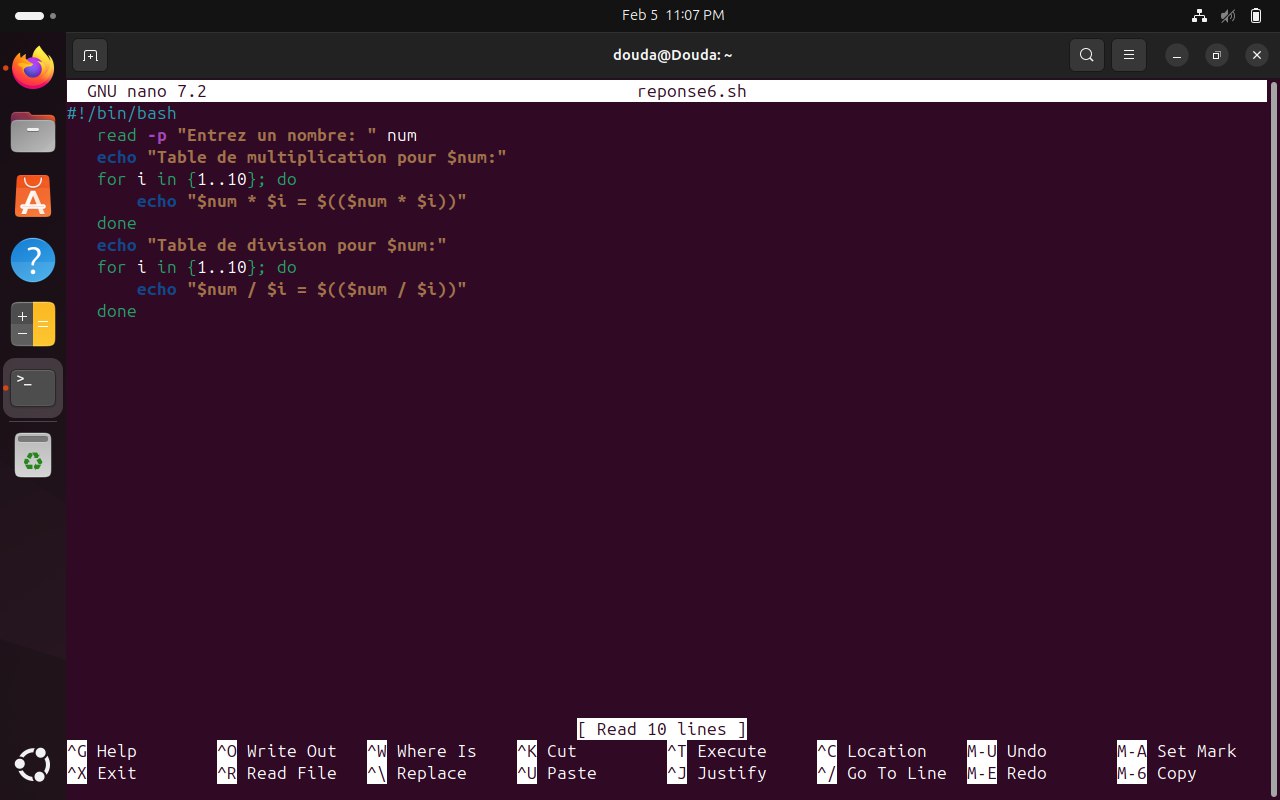 Feb 5 11:07 PM
douda@Douda: ~
GNU nano 7.2 reponse6.sh
#!/bin/bash
read -p "Entrez un nombre: " num
echo "Table de multiplication pour $num:"
for i in {1..10}; do
echo "$num * $i = $(($num * $i))"
done
echo "Table de division pour $num:"
for i in {1..10}; do
echo "$num / $i = $(($num / $i))"
done
[ Read 10 lines ]
^G Help ^O Write Out ^W Where Is ^K Cut ^T Execute ^C Location M-U Undo M-A Set Mark
^X Exit ^R Read File ^\ Replace ^U Paste ^J Justify ^/ Go To Line M-E Redo M-6 Copy